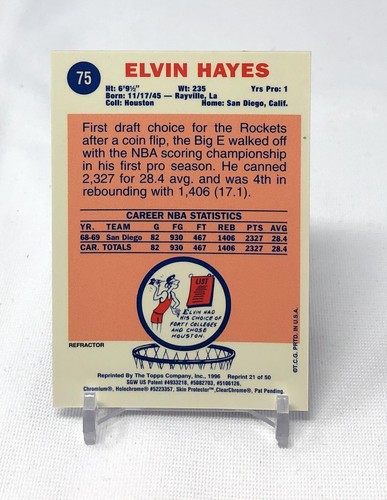 75
ELVIN HAYES
Ht: 6'9½" Wt: 235 Yrs Pro: 1
Born: 11/17/45 — Rayville, La
Coll: Houston Home: San Diego, Calif.
First draft choice for the Rockets
after a coin flip, the Big E walked off
with the NBA scoring championship
in his first pro season. He canned
2,327 for 28.4 avg. and was 4th in
rebounding with 1,406 (17.1).
CAREER NBA STATISTICS
YR. TEAM G FG FT REB PTS AVG
68-69 San Diego 82 930 467 1406 2327 28.4
CAR. TOTALS 82 930 467 1406 2327 28.4
LIST
ELVIN HAD
HIS CHOICE OF
FORTY COLLEGES
AND CHOSE
HOUSTON.
REFRACTOR
©T.C.G. PRTD. IN U.S.A.
Reprinted By The Topps Company, Inc., 1996 Reprint 21 of 50
SGW US Patent #4933218, #5082703, #5106126,
Chromium®, Holochrome® #5223357, Skin Protector™, ClearChrome®, Pat Pending.